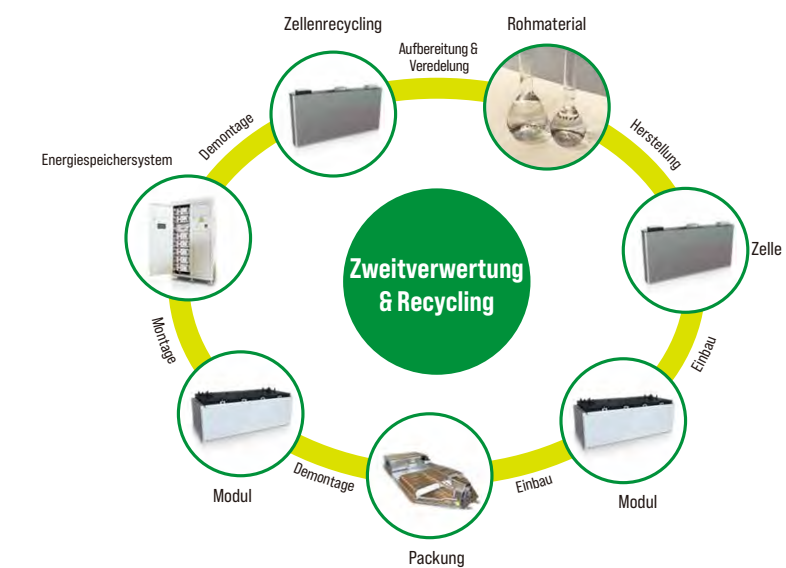 Zellenrecycling
Aufbereitung &
Veredelung
Rohmaterial
Herstellung
Zelle
Einbau
Modul
Einbau
Packung
Demontage
Modul
Montage
Energiespeichersystem
Demontage
Zweitverwertung
& Recycling